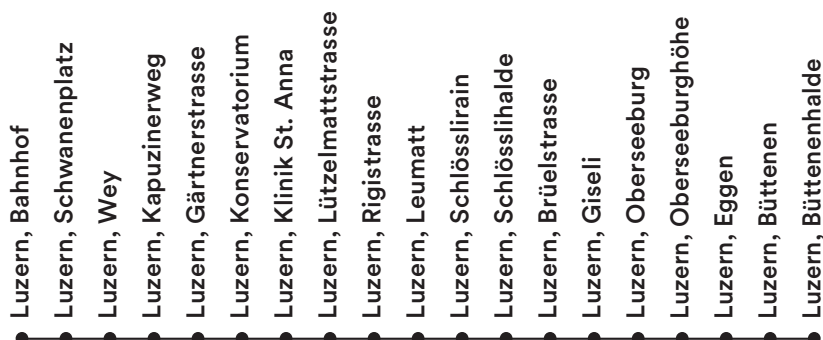 Luzern, Bahnhof
Luzern, Schwanenplatz
Luzern, Wey
Luzern, Kapuzinerweg
Luzern, Gärtnerstrasse
Luzern, Konservatorium
Luzern, Klinik St. Anna
Luzern, Lützelmattstrasse
Luzern, Rigistrasse
Luzern, Leumatt
Luzern, Schlösslirain
Luzern, Schlösslihalde
Luzern, Brüelstrasse
Luzern, Giseli
Luzern, Oberseeburg
Luzern, Oberseeburghöhe
Luzern, Eggen
Luzern, Büttenen
Luzern, Büttenenhalde